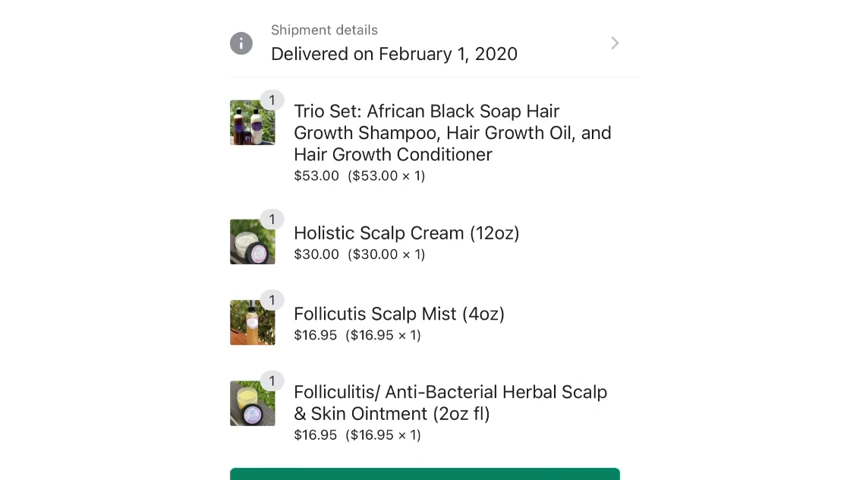 Shipment details
Delivered on February 1, 2020
1
Trio Set: African Black Soap Hair
Growth Shampoo, Hair Growth Oil, and
Hair Growth Conditioner
$53.00 ($53.00 × 1)
1
Holistic Scalp Cream (12oz)
$30.00 ($30.00 × 1)
1
Follicutis Scalp Mist (4oz)
$16.95 ($16.95 × 1)
1
Folliculitis/ Anti-Bacterial Herbal Scalp
& Skin Ointment (2oz fl)
$16.95 ($16.95 × 1)